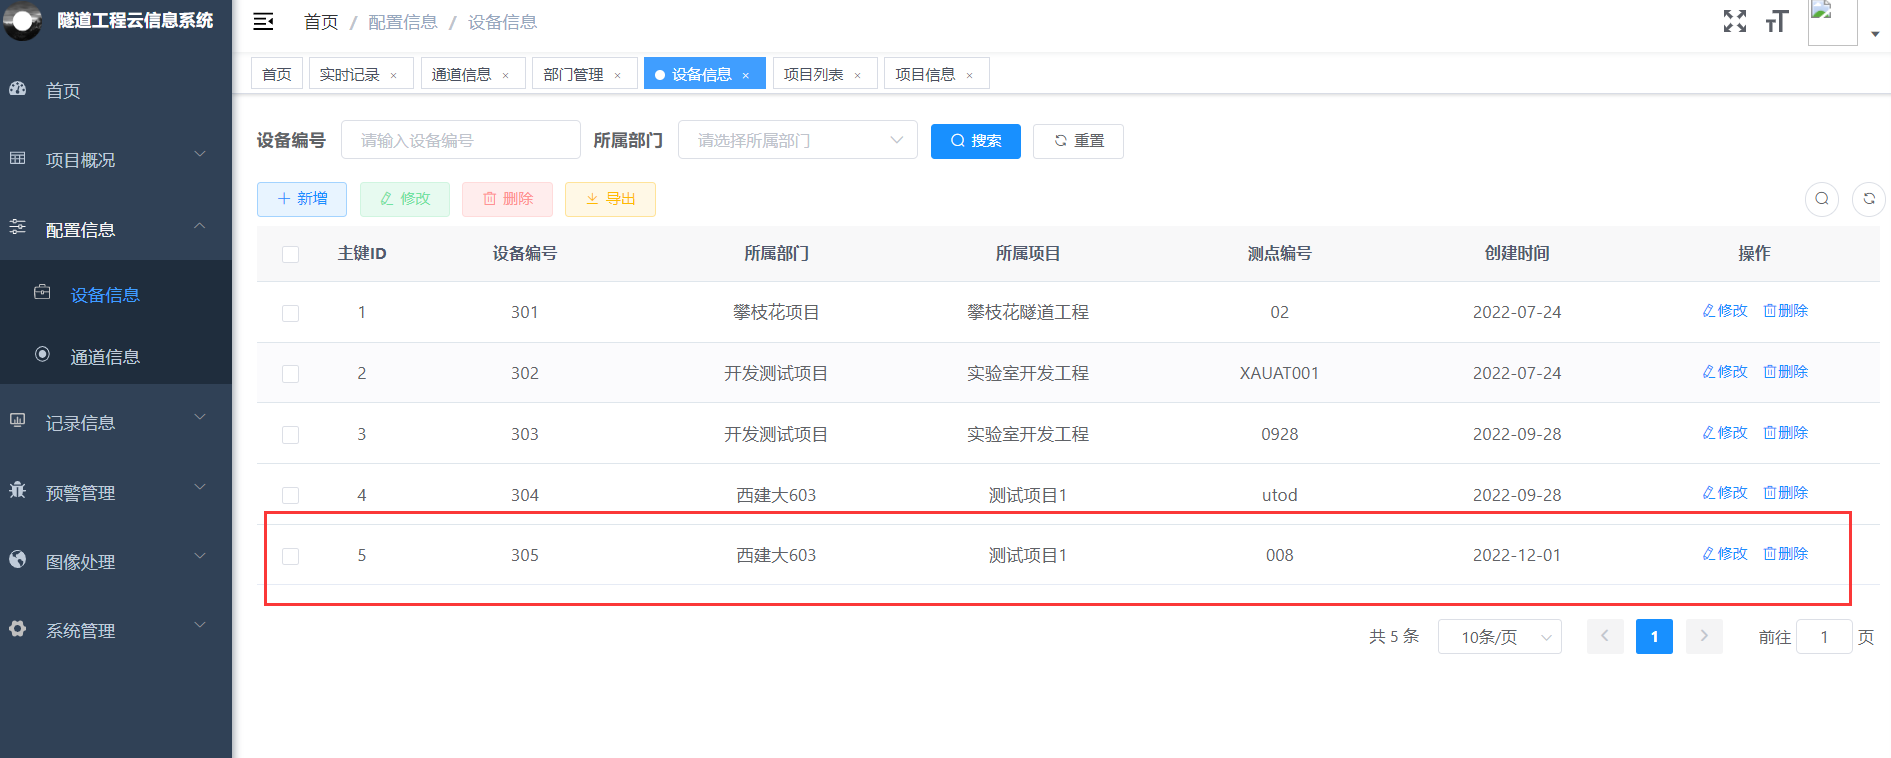 隧道工程云信息系统
首页 / 配置信息 / 设备信息
首页
项目概况
配置信息
设备信息
通道信息
记录信息
预警管理
图像处理
系统管理
首页 实时记录 × 通道信息 × 部门管理 × 设备信息 × 项目列表 × 项目信息 ×
设备编号 请输入设备编号 所属部门 请选择所属部门 搜索 重置
新增 修改 删除 导出
主键ID 设备编号 所属部门 所属项目 测点编号 创建时间 操作
1 301 攀枝花项目 攀枝花隧道工程 02 2022-07-24 修改 删除
2 302 开发测试项目 实验室开发工程 XAUAT001 2022-07-24 修改 删除
3 303 开发测试项目 实验室开发工程 0928 2022-09-28 修改 删除
4 304 西建大603 测试项目1 utod 2022-09-28 修改 删除
5 305 西建大603 测试项目1 008 2022-12-01 修改 删除
共 5 条 10条/页 1 前往 1 页